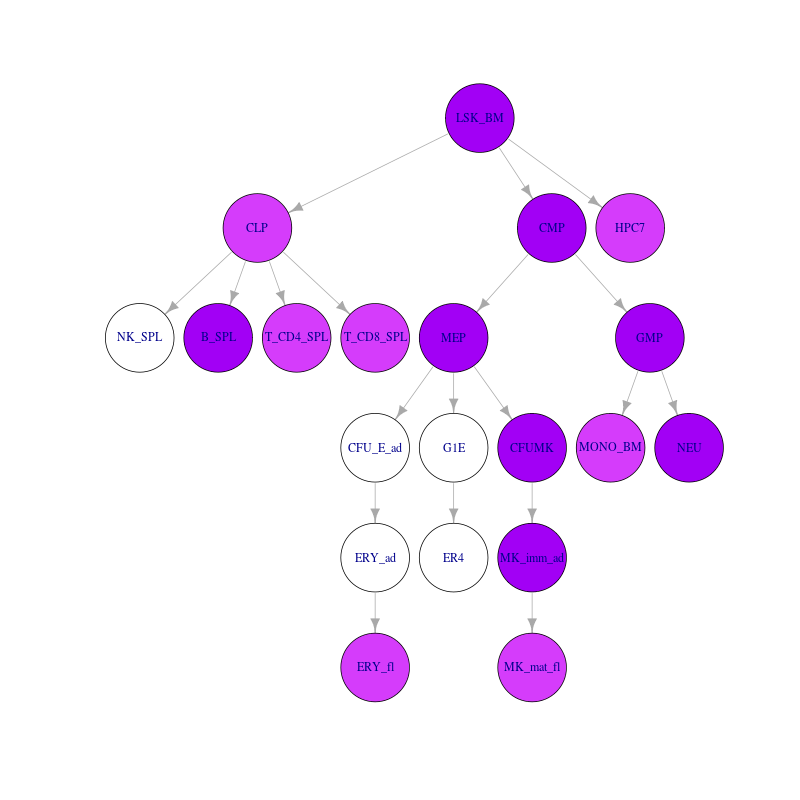 LSK_BM
CLP
CMP
HPC7
NK_SPL
B_SPL
T_CD4_SPL
T_CD8_SPL
MEP
GMP
CFU_E_ad
G1E
CFUMK
MONO_BM
NEU
ERY_ad
ER4
MK_imm_ad
ERY_fl
MK_mat_fl